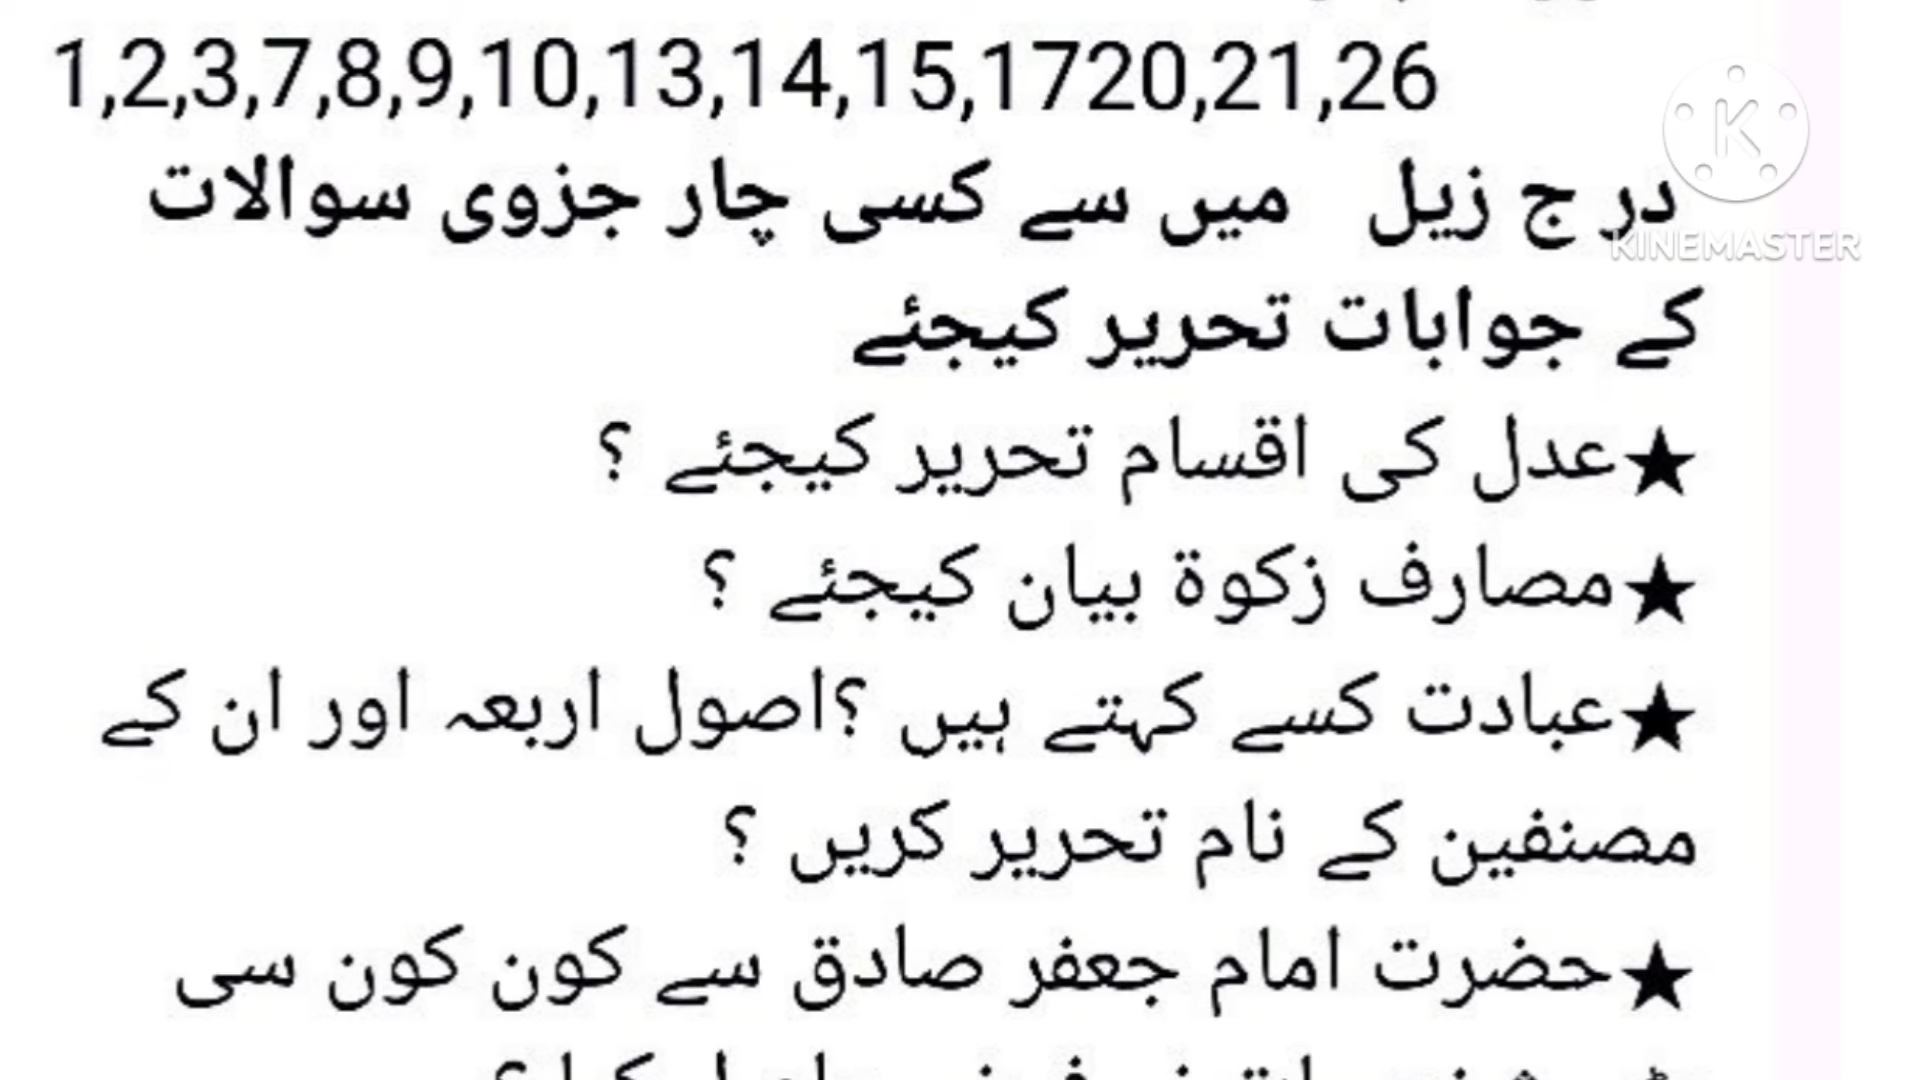 1,2,3,7,8,9,10,13,14,15,1720,21,26
در ج زیل میں سے کسی چار جزوی سوالات
کے جوابات تحریر کیجئے
★عدل کی اقسام تحریر کیجئے ؟
★مصارف زکوة بیان کیجئے ؟
★عبادت کسے کہتے ہیں ؟اصول اربعہ اور ان کے
مصنفین کے نام تحریر کریں ؟
★حضرت امام جعفر صادق سے کون کون سی
K
KINEMASTER